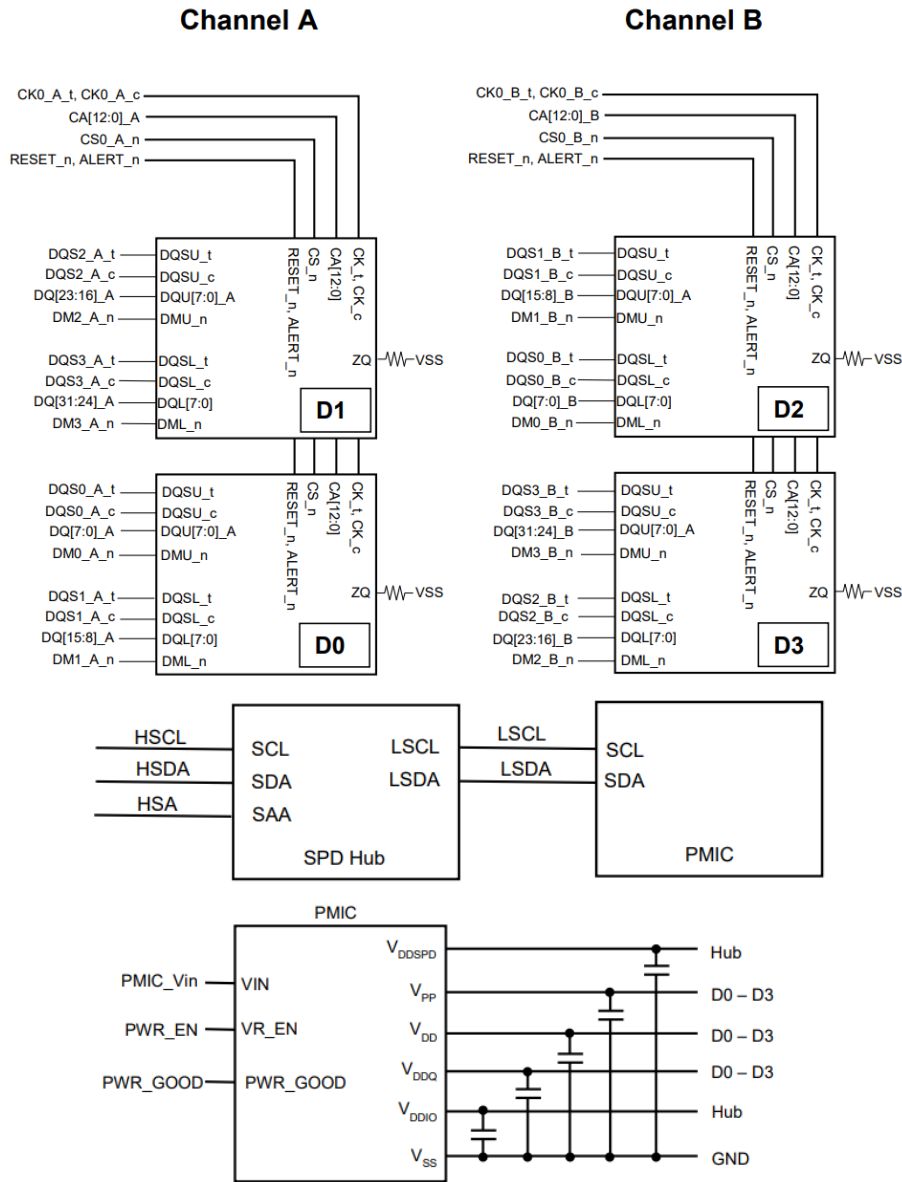 Channel A
Channel B
CK0_A_t, CK0_A_c
CA[12:0]_A
CS0_A_n
RESET_n, ALERT_n
DQS2_A_t
DQS2_A_c
DQ[23:16]_A
DM2_A_n
DQS3_A_t
DQS3_A_c
DQ[31:24]_A
DM3_A_n
DQSU_t
DQSU_c
DQU[7:0]_A
DMU_n
DQSL_t
DQSL_c
DQL[7:0]
DML_n
RESET_n, ALERT_n
CS_n
CA[12:0]
CK_t, CK_c
ZQ
VSS
D1
DQS0_A_t
DQS0_A_c
DQ[7:0]_A
DM0_A_n
DQS1_A_t
DQS1_A_c
DQ[15:8]_A
DM1_A_n
DQSU_t
DQSU_c
DQU[7:0]_A
DMU_n
DQSL_t
DQSL_c
DQL[7:0]
DML_n
RESET_n, ALERT_n
CS_n
CA[12:0]
CK_t, CK_c
ZQ
VSS
D0
CK0_B_t, CK0_B_c
CA[12:0]_B
CS0_B_n
RESET_n, ALERT_n
DQS1_B_t
DQS1_B_c
DQ[15:8]_B
DM1_B_n
DQS0_B_t
DQS0_B_c
DQ[7:0]_B
DM0_B_n
DQSU_t
DQSU_c
DQU[7:0]_A
DMU_n
DQSL_t
DQSL_c
DQL[7:0]
DML_n
RESET_n, ALERT_n
CS_n
CA[12:0]
CK_t, CK_c
ZQ
VSS
D2
DQS3_B_t
DQS3_B_c
DQ[31:24]_B
DM3_B_n
DQS2_B_t
DQS2_B_c
DQ[23:16]_B
DM2_B_n
DQSU_t
DQSU_c
DQU[7:0]_A
DMU_n
DQSL_t
DQSL_c
DQL[7:0]
DML_n
RESET_n, ALERT_n
CS_n
CA[12:0]
CK_t, CK_c
ZQ
VSS
D3
HSCL
HSDA
HSA
SCL
SDA
SAA
LSCL
LSDA
SPD Hub
LSCL
LSDA
SCL
SDA
PMIC
PMIC
PMIC_Vin
PWR_EN
PWR_GOOD
VIN
VR_EN
PWR_GOOD
VDDSPD
VPP
VDD
VDDQ
VDDIO
VSS
Hub
D0 – D3
D0 – D3
D0 – D3
Hub
GND